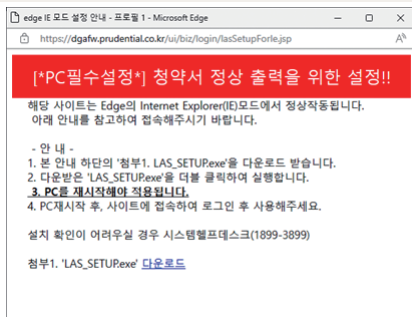 edge IE 모드 설정 안내 - 프로필 1 - Microsoft Edge
https://dgafw.prudential.co.kr/ui/biz/login/lasSetupForIe.jsp
[*PC필수설정*] 청약서 정상 출력을 위한 설정!!
해당 사이트는 Edge의 Internet Explorer(IE)모드에서 정상작동됩니다.
아래 안내를 참고하여 접속해주시기 바랍니다.
- 안 내 -
1. 본 안내 하단의 '첨부1. LAS_SETUP.exe'을 다운로드 받습니다.
2. 다운받은 'LAS_SETUP.exe'을 더블 클릭하여 실행합니다.
3. PC를 재시작해야 적용됩니다.
4. PC재시작 후, 사이트에 접속하여 로그인 후 사용해주세요.
설치 확인이 어려우실 경우 시스템헬프데스크(1899-3899)
첨부1. 'LAS_SETUP.exe' 다운로드